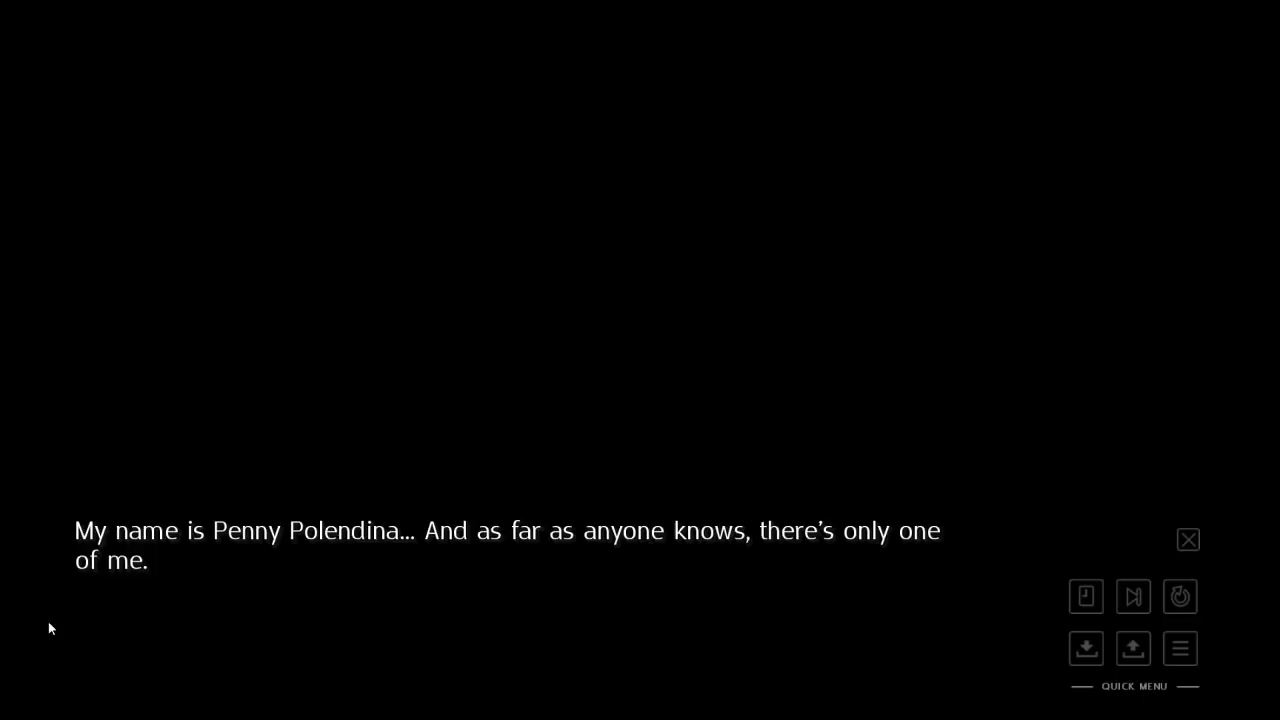 My name is Penny Polendina... And as far as anyone knows, there's only one
of me.
QUICK MENU